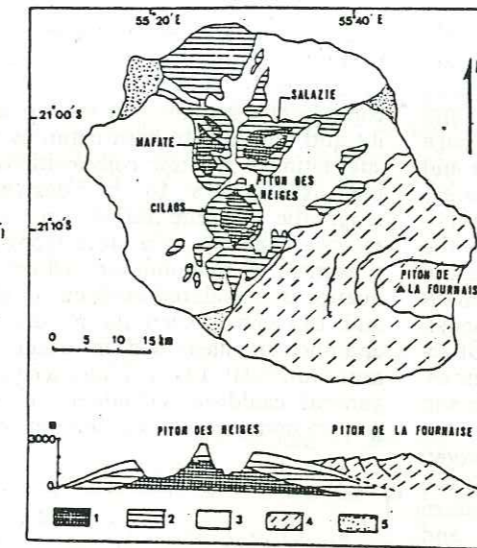 55°20' E 55°40' E
21°00' S
SALAZIE
MAFATE
PITON DES
NEIGES
CILAOS
21°10' S
PITON DE
LA FOURNAISE
0 5 10 15 km
PITON DES NEIGES PITON DE LA FOURNAISE
m
3000
0
1 2 3 4 5